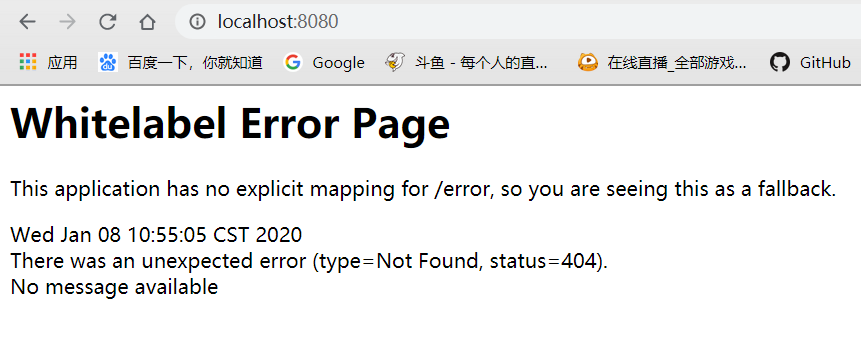 localhost:8080
应用 百度一下，你就知道 Google 斗鱼 - 每个人的直... 在线直播_全部游戏... GitHub
Whitelabel Error Page
This application has no explicit mapping for /error, so you are seeing this as a fallback.
Wed Jan 08 10:55:05 CST 2020
There was an unexpected error (type=Not Found, status=404).
No message available